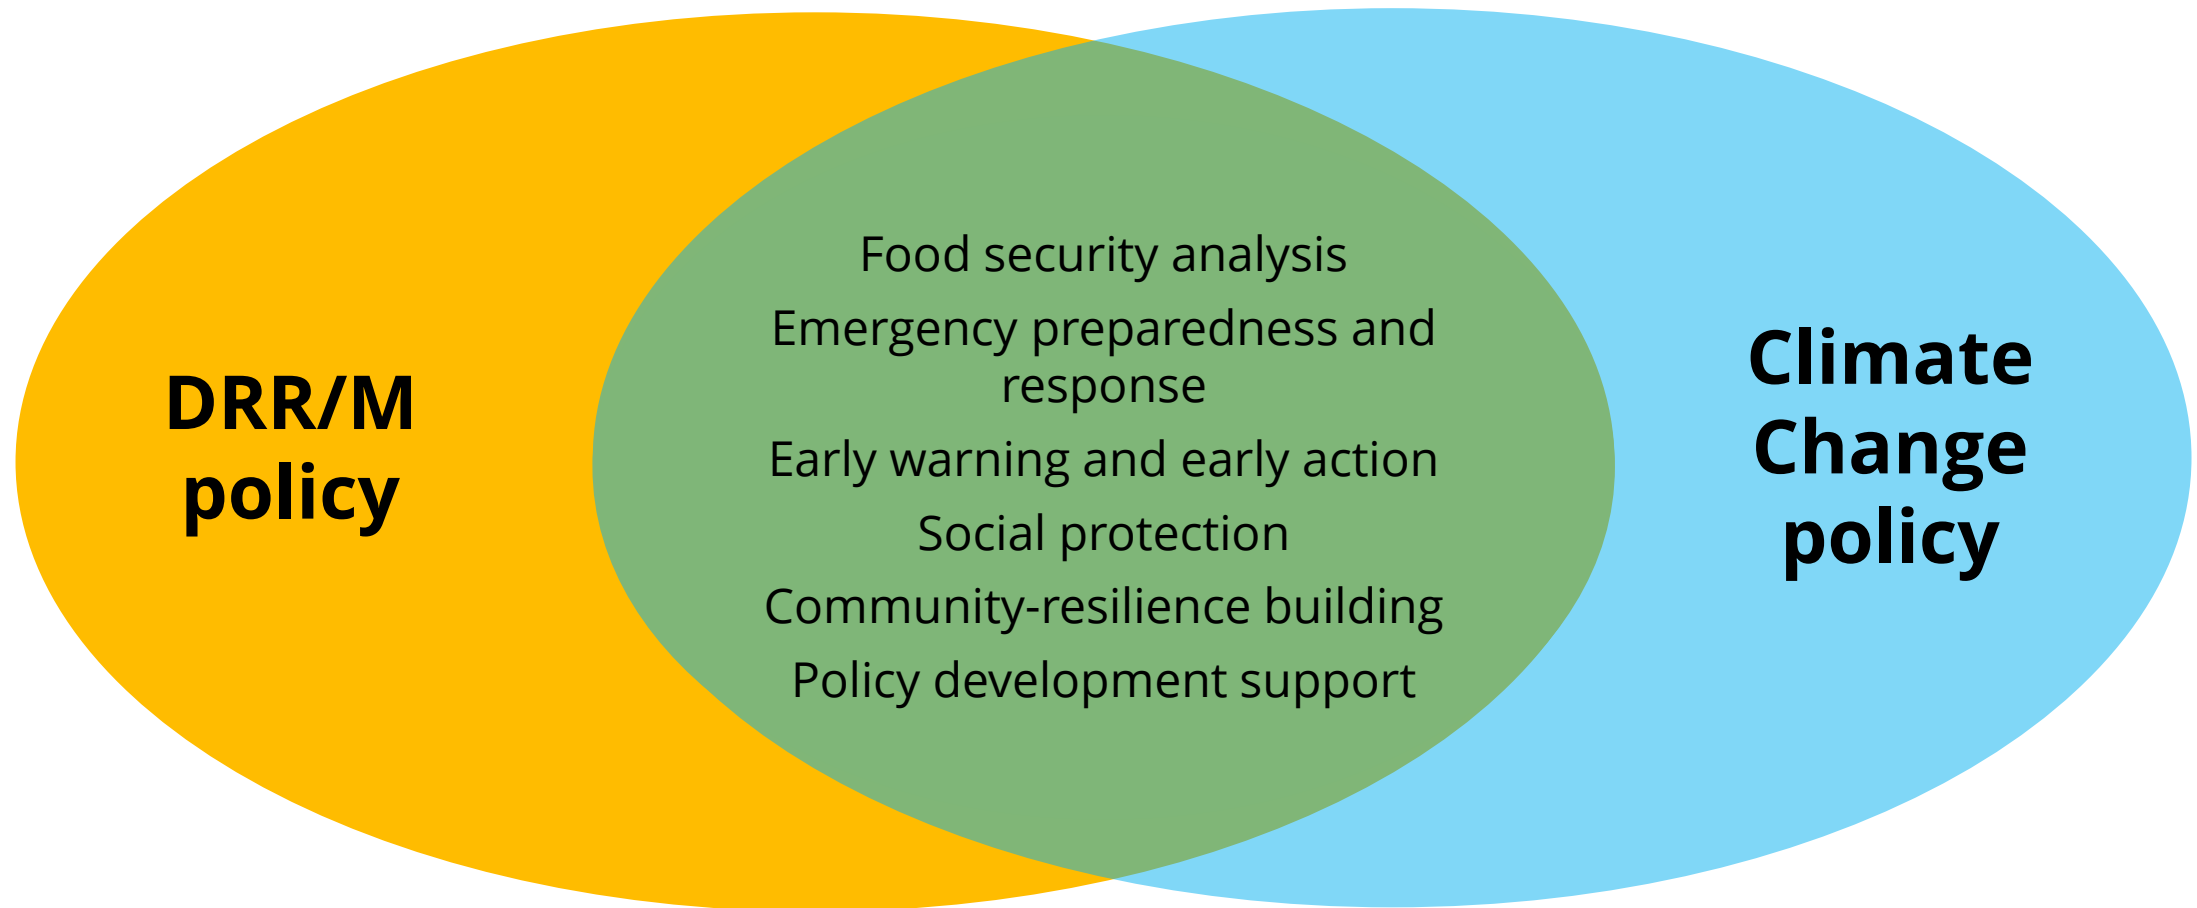 DRR/M
policy
Food security analysis
Emergency preparedness and
response
Early warning and early action
Social protection
Community-resilience building
Policy development support
Climate
Change
policy